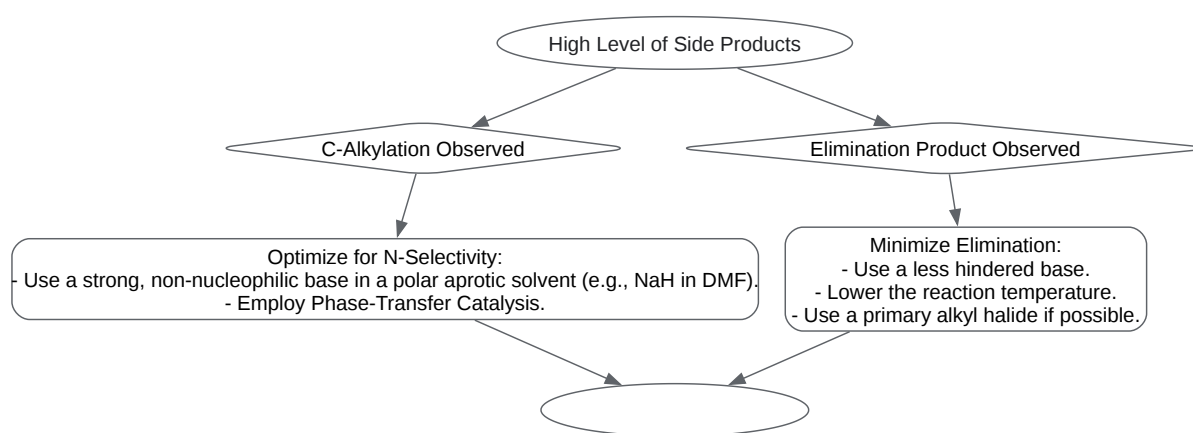 High Level of Side Products
C-Alkylation Observed
Elimination Product Observed
Optimize for N-Selectivity:
- Use a strong, non-nucleophilic base in a polar aprotic solvent (e.g., NaH in DMF).
- Employ Phase-Transfer Catalysis.
Minimize Elimination:
- Use a less hindered base.
- Lower the reaction temperature.
- Use a primary alkyl halide if possible.